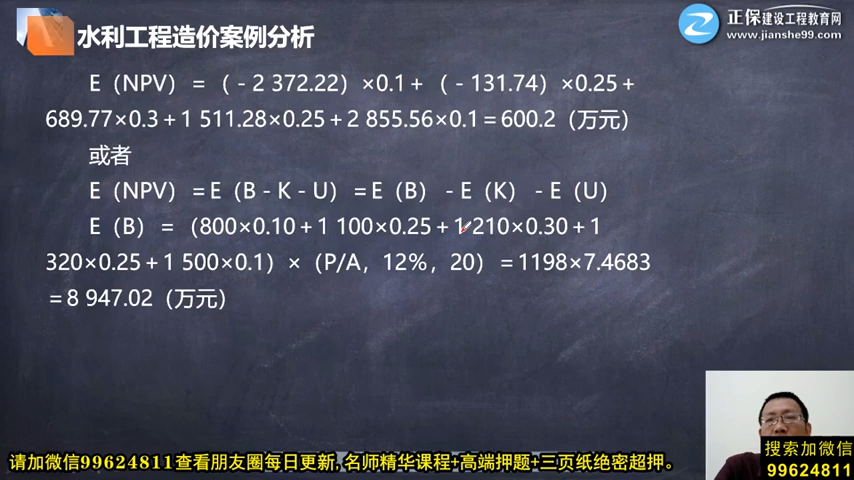 水利工程造价案例分析
正保建设工程教育网
www.jianshe99.com
E（NPV）＝（－2 372.22）×0.1＋（－131.74）×0.25＋
689.77×0.3＋1 511.28×0.25＋2 855.56×0.1＝600.2（万元）
或者
E（NPV）＝E（B－K－U）＝E（B）－E（K）－E（U）
E（B）＝（800×0.10＋1 100×0.25＋1 210×0.30＋1
320×0.25＋1 500×0.1）×（P/A，12%，20）＝1198×7.4683
＝8 947.02（万元）
搜索加微信
99624811
请加微信99624811查看朋友圈每日更新,名师精华课程+高端押题+三页纸绝密超押。